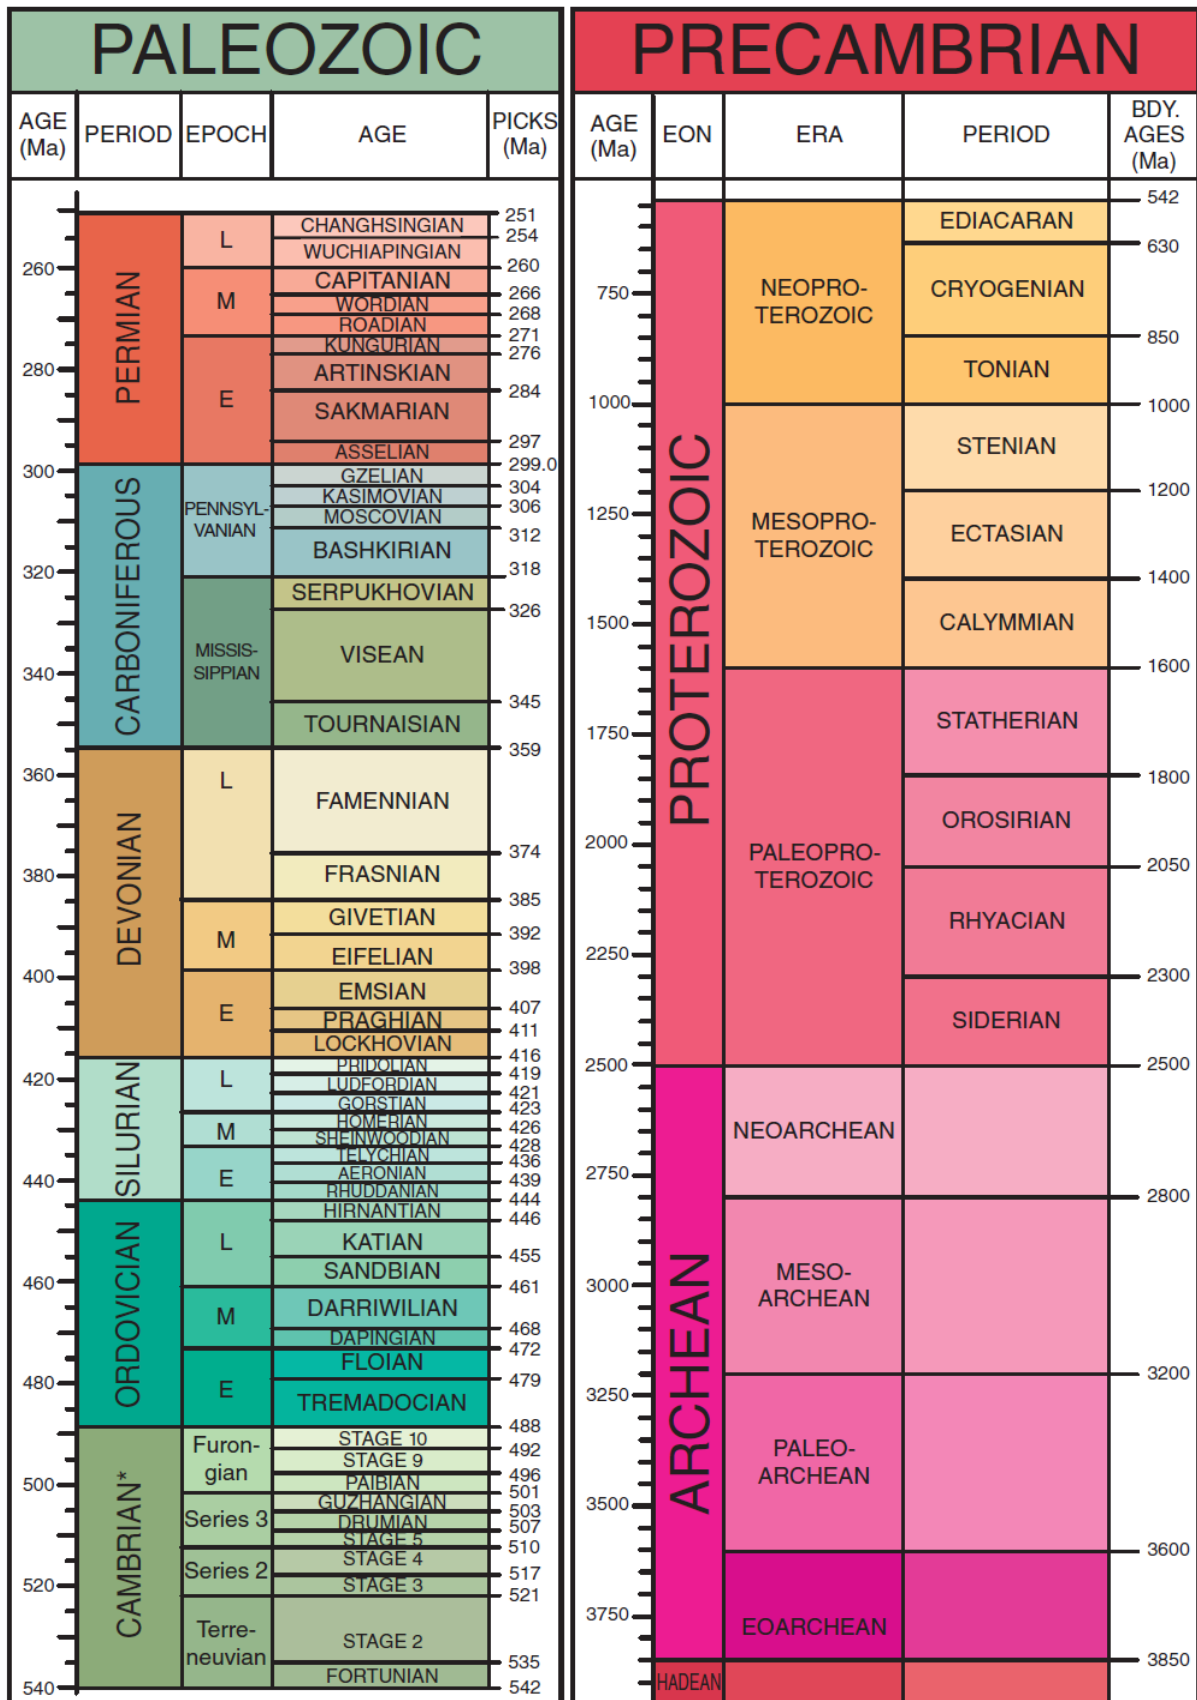 PALEOZOIC
AGE (Ma) PERIOD EPOCH AGE PICKS (Ma)
260
280
300
320
340
360
380
400
420
440
460
480
500
520
540
PERMIAN
CARBONIFEROUS
DEVONIAN
SILURIAN
ORDOVICIAN
CAMBRIAN*
L
M
E
PENNSYL-
VANIAN
MISSIS-
SIPPIAN
L
M
E
L
M
E
L
M
E
Furon-
gian
Series 3
Series 2
Terre-
neuvian
CHANGHSINGIAN
WUCHIAPINGIAN
CAPITANIAN
WORDIAN
ROADIAN
KUNGURIAN
ARTINSKIAN
SAKMARIAN
ASSELIAN
GZELIAN
KASIMOVIAN
MOSCOVIAN
BASHKIRIAN
SERPUKHOVIAN
VISEAN
TOURNAISIAN
FAMENNIAN
FRASNIAN
GIVETIAN
EIFELIAN
EMSIAN
PRAGHIAN
LOCKHOVIAN
PRIDOLIAN
LUDFORDIAN
GORSTIAN
HOMERIAN
SHEINWOODIAN
TELYCHIAN
AERONIAN
RHUDDANIAN
HIRNANTIAN
KATIAN
SANDBIAN
DARRIWILIAN
DAPINGIAN
FLOIAN
TREMADOCIAN
STAGE 10
STAGE 9
PAIBIAN
GUZHANGIAN
DRUMIAN
STAGE 5
STAGE 4
STAGE 3
STAGE 2
FORTUNIAN
251
254
260
266
268
271
276
284
297
299.0
304
306
312
318
326
345
359
374
385
392
398
407
411
416
419
421
423
426
428
436
439
444
446
455
461
468
472
479
488
492
496
501
503
507
510
517
521
535
542
PRECAMBRIAN
AGE (Ma) EON ERA PERIOD BDY. AGES (Ma)
750
1000
1250
1500
1750
2000
2250
2500
2750
3000
3250
3500
3750
PROTEROZOIC
ARCHEAN
HADEAN
NEOPRO-
TEROZOIC
MESOPRO-
TEROZOIC
PALEOPRO-
TEROZOIC
NEOARCHEAN
MESO-
ARCHEAN
PALEO-
ARCHEAN
EOARCHEAN
EDIACARAN
CRYOGENIAN
TONIAN
STENIAN
ECTASIAN
CALYMMIAN
STATHERIAN
OROSIRIAN
RHYACIAN
SIDERIAN
542
630
850
1000
1200
1400
1600
1800
2050
2300
2500
2800
3200
3600
3850